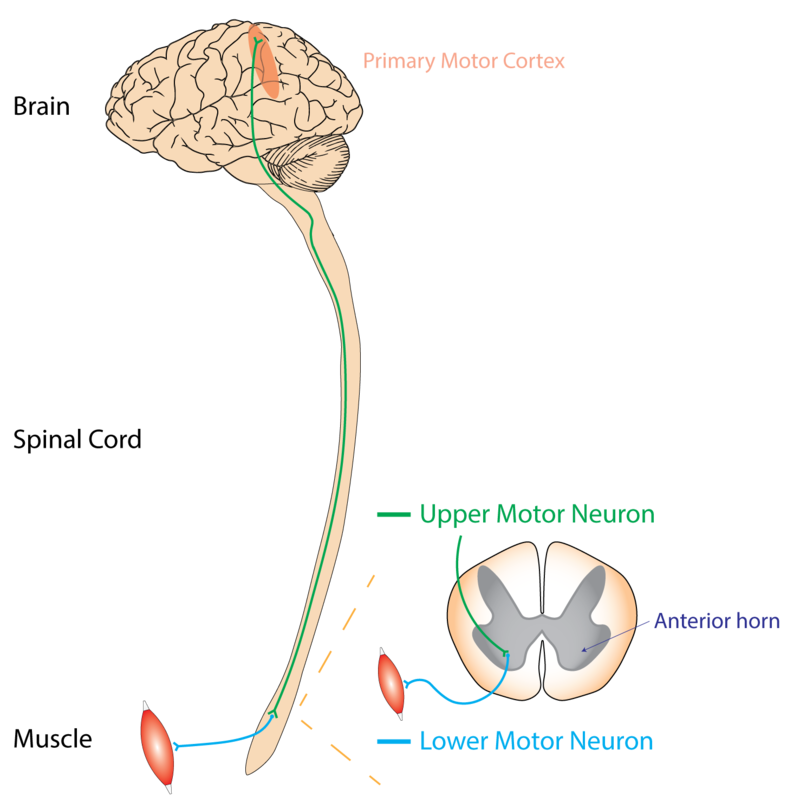 Primary Motor Cortex
Brain
Spinal Cord
Upper Motor Neuron
Anterior horn
Muscle
Lower Motor Neuron